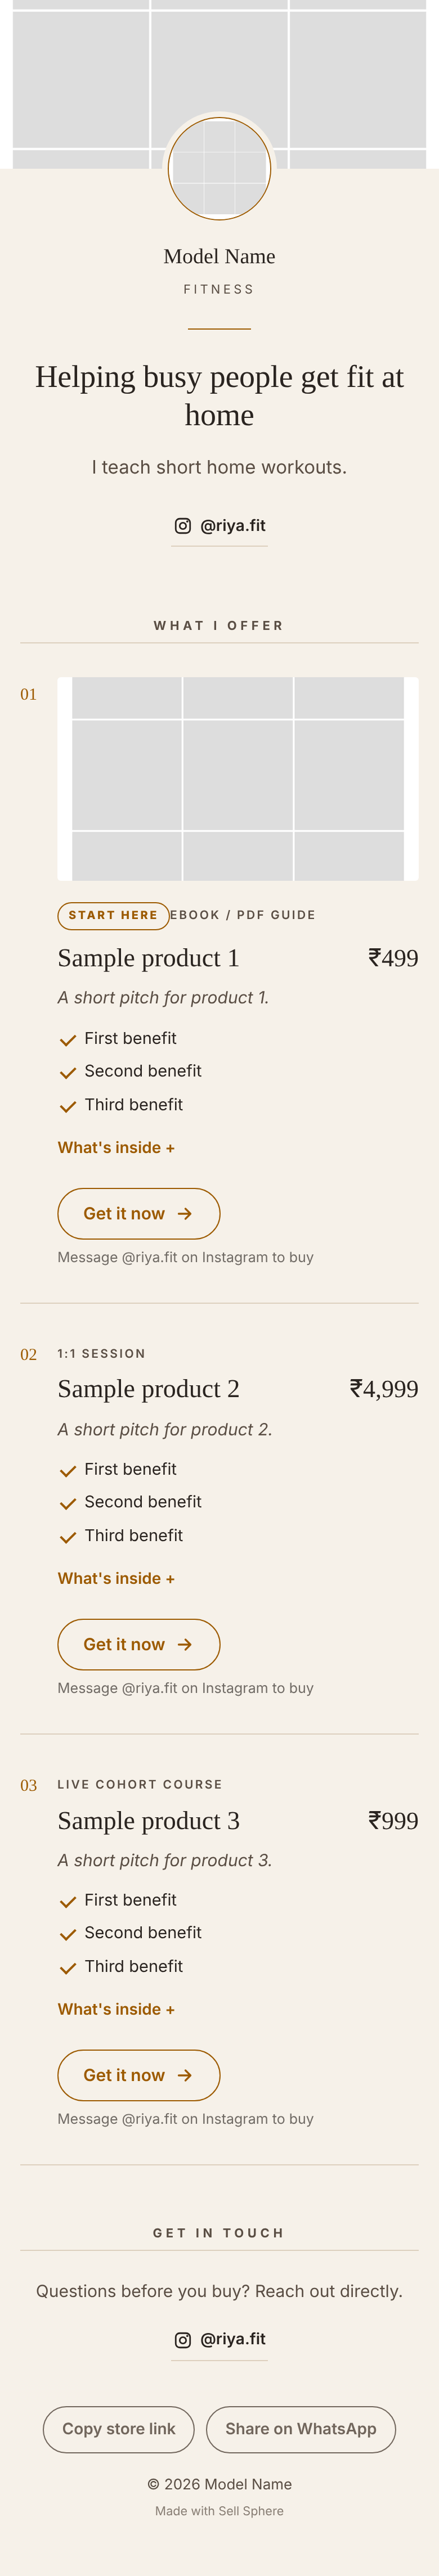 Model Name
FITNESS
Helping busy people get fit at
home
I teach short home workouts.
@riya.fit
WHAT I OFFER
01
START HERE EBOOK / PDF GUIDE
Sample product 1 ₹499
A short pitch for product 1.
First benefit
Second benefit
Third benefit
What's inside +
Get it now →
Message @riya.fit on Instagram to buy
02 1:1 SESSION
Sample product 2 ₹4,999
A short pitch for product 2.
First benefit
Second benefit
Third benefit
What's inside +
Get it now →
Message @riya.fit on Instagram to buy
03 LIVE COHORT COURSE
Sample product 3 ₹999
A short pitch for product 3.
First benefit
Second benefit
Third benefit
What's inside +
Get it now →
Message @riya.fit on Instagram to buy
GET IN TOUCH
Questions before you buy? Reach out directly.
@riya.fit
Copy store link Share on WhatsApp
© 2026 Model Name
Made with Sell Sphere